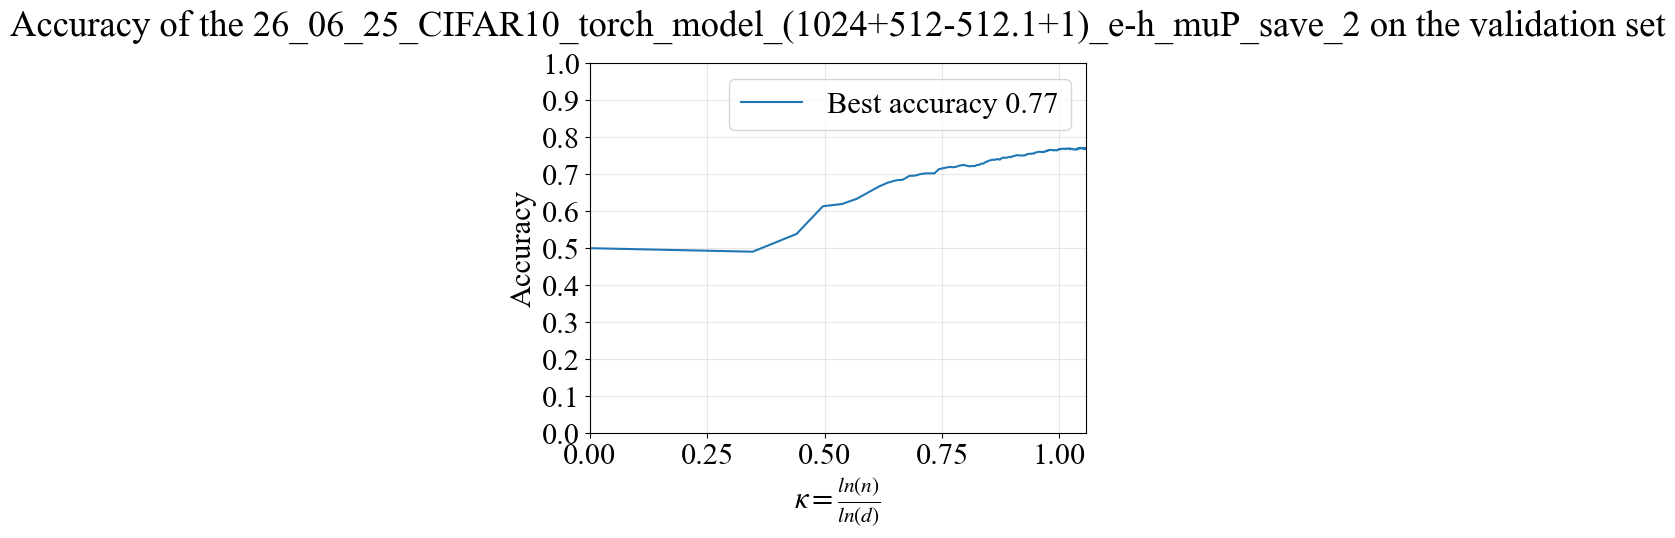 Accuracy of the 26_06_25_CIFAR10_torch_model_(1024+512-512.1+1)_e-h_muP_save_2 on the validation set
Best accuracy 0.77
Accuracy
1.0
0.9
0.8
0.7
0.6
0.5
0.4
0.3
0.2
0.1
0.0
0.00 0.25 0.50 0.75 1.00
κ = ln(n) / ln(d)